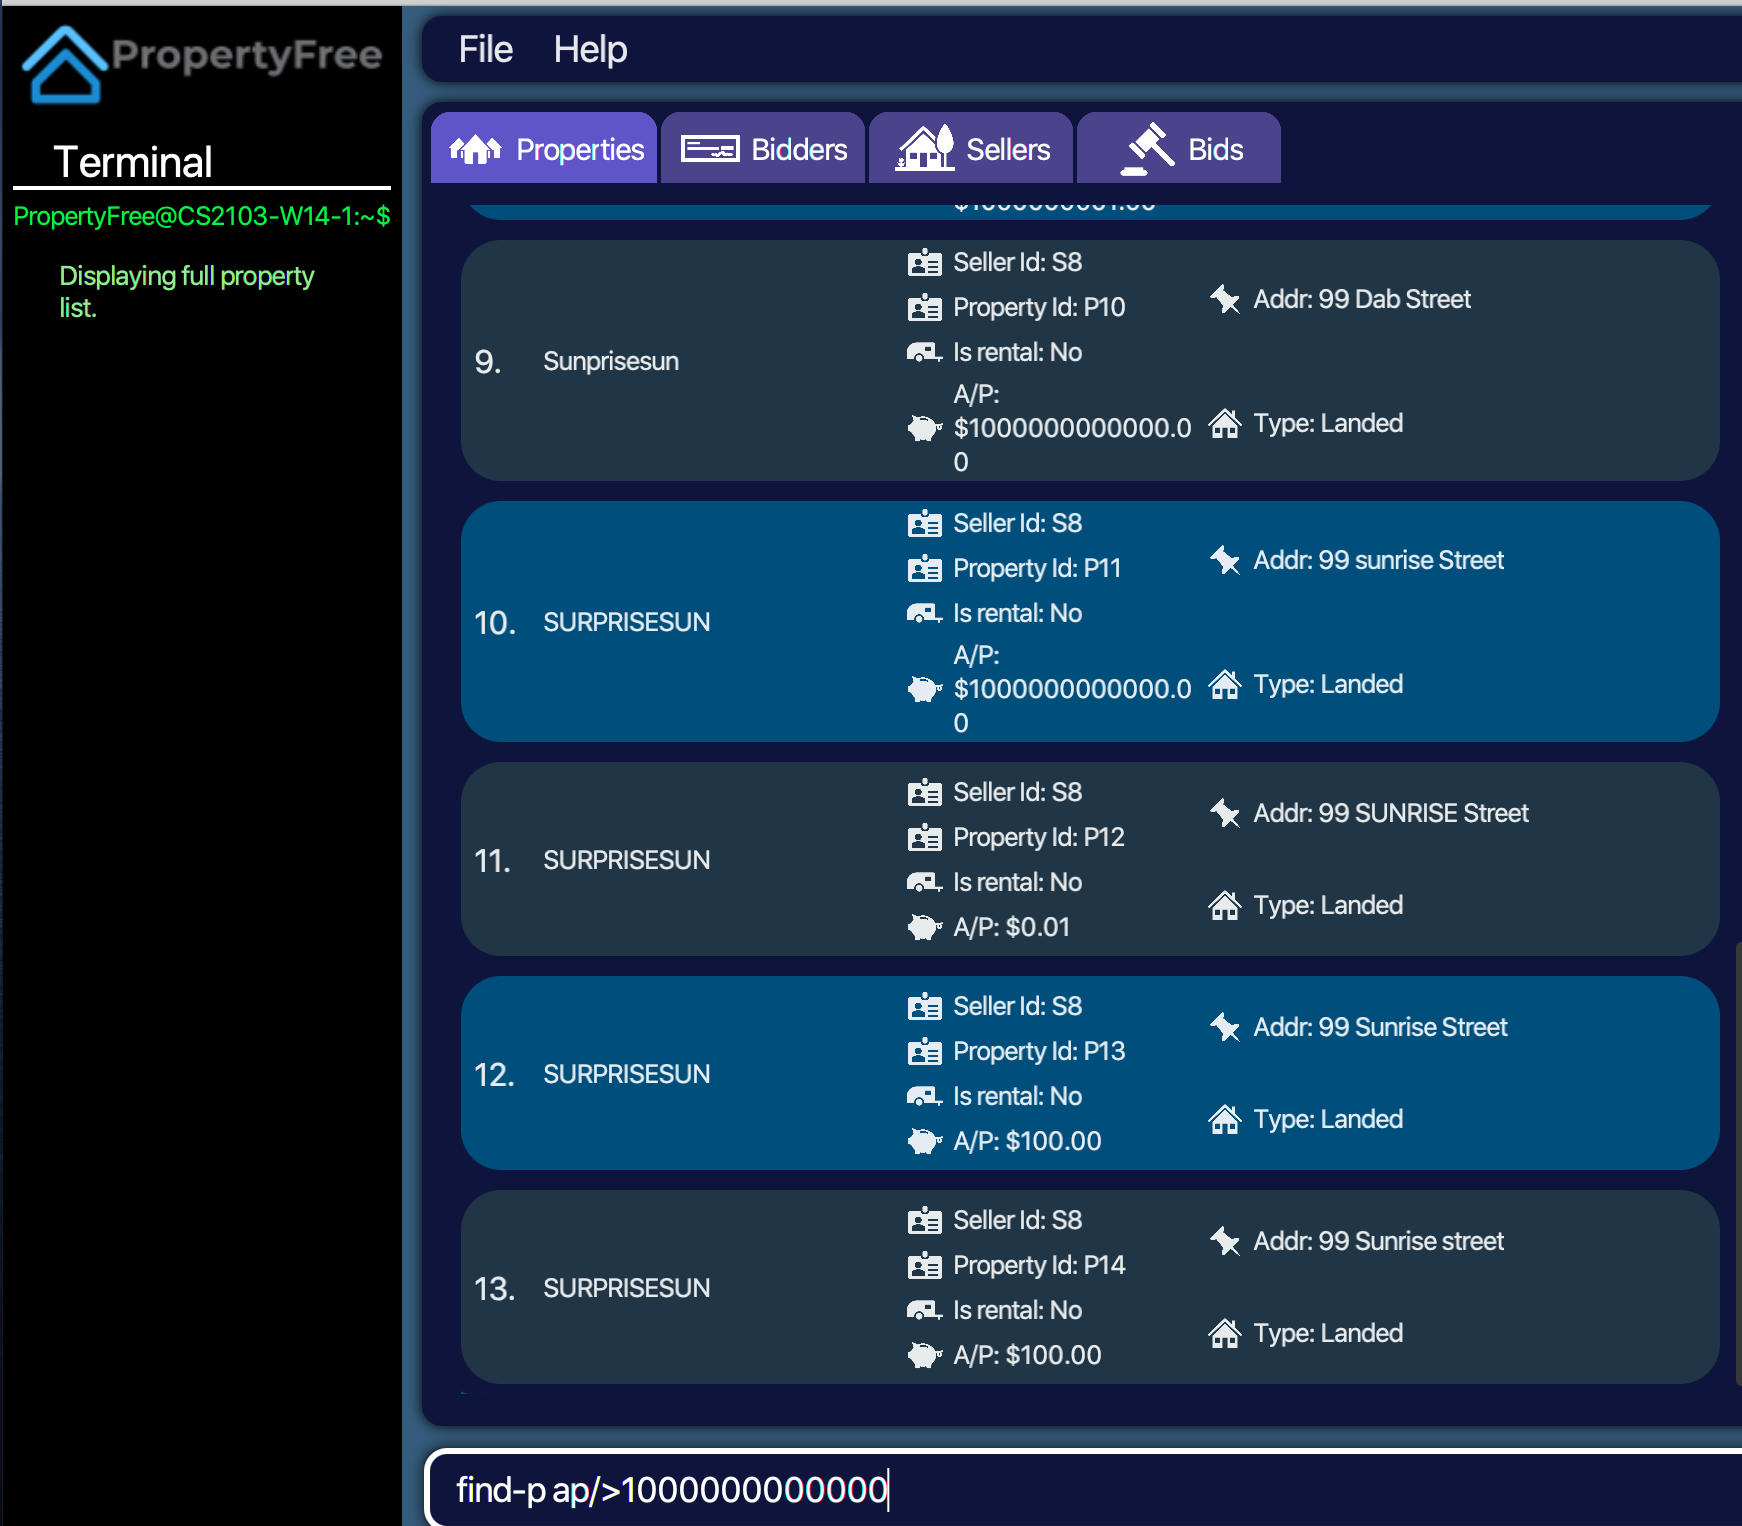 PropertyFree
File Help
Terminal
PropertyFree@CS2103-W14-1:~$
Displaying full property
list.
Properties Bidders Sellers Bids
9. Sunprisesun
Seller Id: S8
Property Id: P10
Is rental: No
A/P:
$1000000000000.0
0
Addr: 99 Dab Street
Type: Landed
10. SURPRISESUN
Seller Id: S8
Property Id: P11
Is rental: No
A/P:
$1000000000000.0
0
Addr: 99 sunrise Street
Type: Landed
11. SURPRISESUN
Seller Id: S8
Property Id: P12
Is rental: No
A/P: $0.01
Addr: 99 SUNRISE Street
Type: Landed
12. SURPRISESUN
Seller Id: S8
Property Id: P13
Is rental: No
A/P: $100.00
Addr: 99 Sunrise Street
Type: Landed
13. SURPRISESUN
Seller Id: S8
Property Id: P14
Is rental: No
A/P: $100.00
Addr: 99 Sunrise street
Type: Landed
find-p ap/>1000000000000